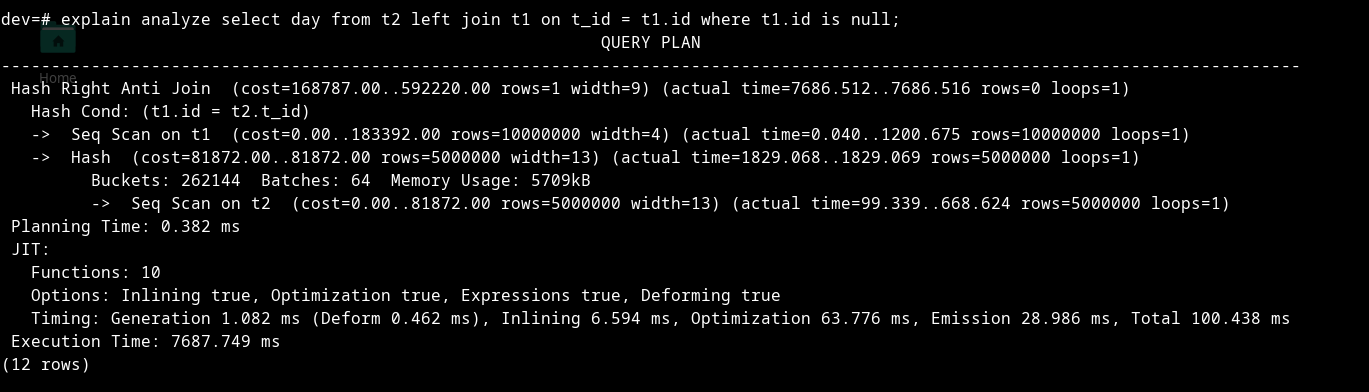 dev=# explain analyze select day from t2 left join t1 on t_id = t1.id where t1.id is null;
QUERY PLAN
----------------------------------------------------------------------------------------------------------------------------------
Home
Hash Right Anti Join  (cost=168787.00..592220.00 rows=1 width=9) (actual time=7686.512..7686.516 rows=0 loops=1)
Hash Cond: (t1.id = t2.t_id)
->  Seq Scan on t1  (cost=0.00..183392.00 rows=10000000 width=4) (actual time=0.040..1200.675 rows=10000000 loops=1)
->  Hash  (cost=81872.00..81872.00 rows=5000000 width=13) (actual time=1829.068..1829.069 rows=5000000 loops=1)
Buckets: 262144  Batches: 64  Memory Usage: 5709kB
->  Seq Scan on t2  (cost=0.00..81872.00 rows=5000000 width=13) (actual time=99.339..668.624 rows=5000000 loops=1)
Planning Time: 0.382 ms
JIT:
Functions: 10
Options: Inlining true, Optimization true, Expressions true, Deforming true
Timing: Generation 1.082 ms (Deform 0.462 ms), Inlining 6.594 ms, Optimization 63.776 ms, Emission 28.986 ms, Total 100.438 ms
Execution Time: 7687.749 ms
(12 rows)